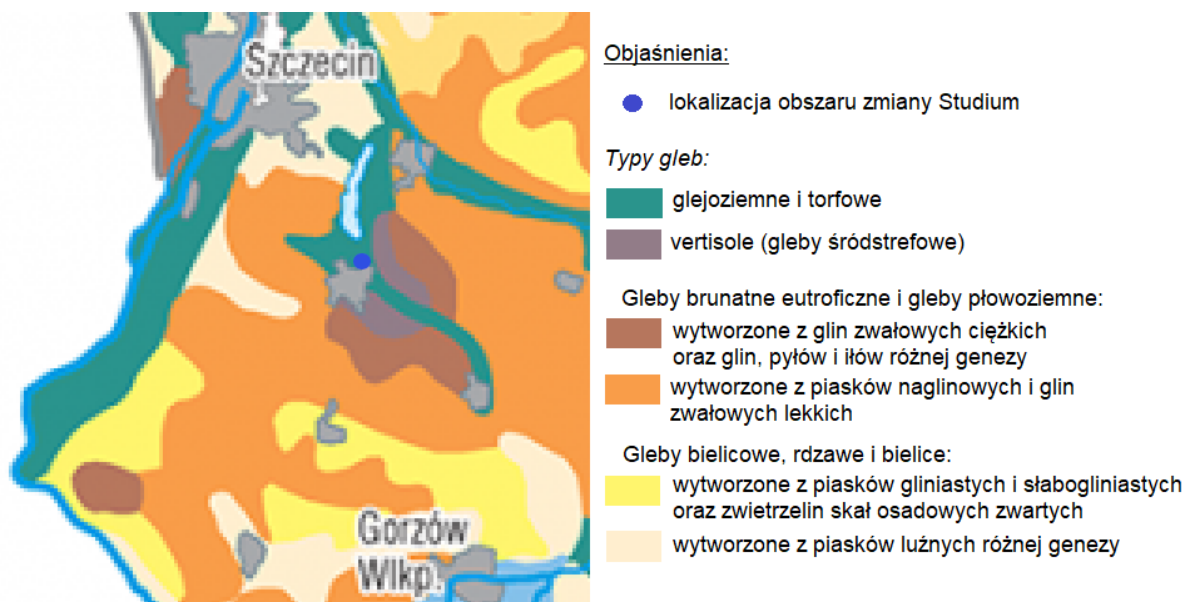 Szczecin
Gorzów
Wlkp.
Objaśnienia:
lokalizacja obszaru zmiany Studium
Typy gleb:
glejoziemne i torfowe
vertisole (gleby śródstrefowe)
Gleby brunatne eutroficzne i gleby płowoziemne:
wytworzone z glin zwałowych ciężkich
oraz glin, pyłów i iłów różnej genezy
wytworzone z piasków naglinowych i glin
zwałowych lekkich
Gleby bielicowe, rdzawe i bielice:
wytworzone z piasków gliniastych i słabogliniastych
oraz zwietrzelin skał osadowych zwartych
wytworzone z piasków luźnych różnej genezy